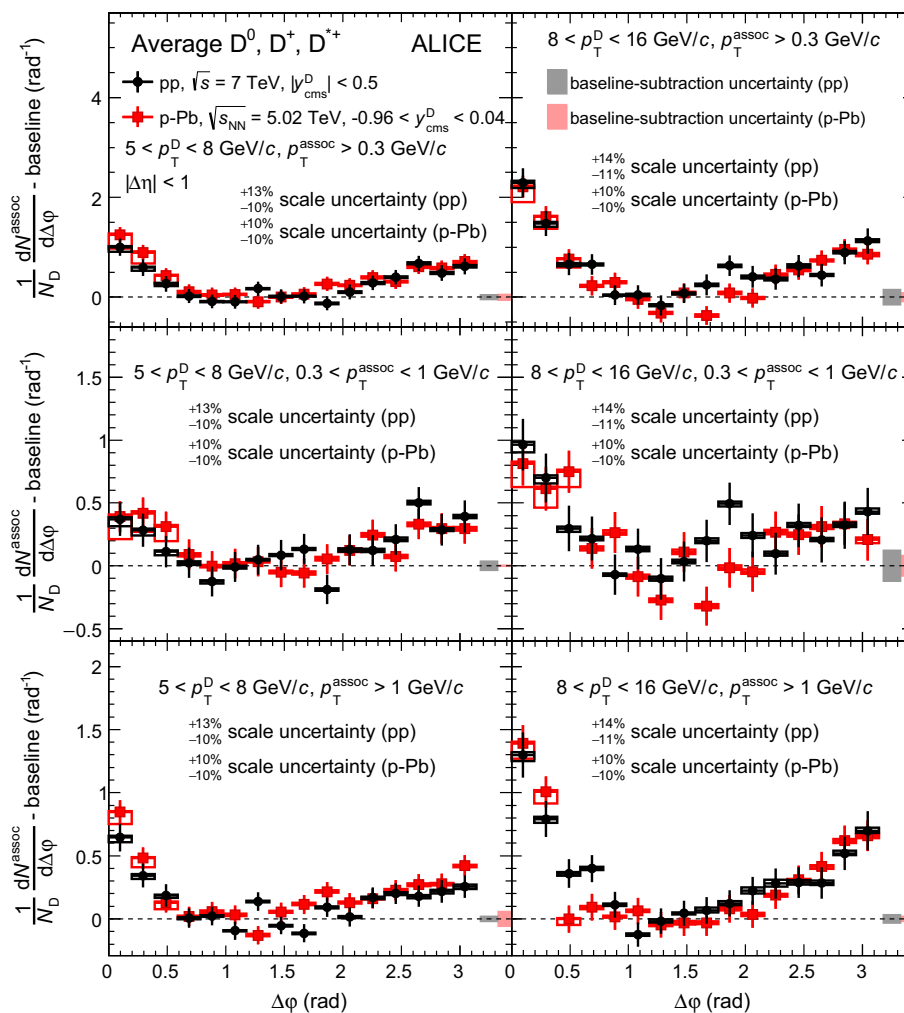 Average D⁰, D⁺, D*⁺ ALICE
pp, √s = 7 TeV, |y^D_cms| < 0.5
p-Pb, √s_NN = 5.02 TeV, -0.96 < y^D_cms < 0.04
5 < p_T^D < 8 GeV/c, p_T^assoc > 0.3 GeV/c
|Δη| < 1
+13% −10% scale uncertainty (pp)
+10% −10% scale uncertainty (p-Pb)
1/N_D dN^assoc/dΔφ - baseline (rad⁻¹)
4
2
0
8 < p_T^D < 16 GeV/c, p_T^assoc > 0.3 GeV/c
baseline-subtraction uncertainty (pp)
baseline-subtraction uncertainty (p-Pb)
+14% −11% scale uncertainty (pp)
+10% −10% scale uncertainty (p-Pb)
1/N_D dN^assoc/dΔφ - baseline (rad⁻¹)
1.5
1
0.5
0
−0.5
5 < p_T^D < 8 GeV/c, 0.3 < p_T^assoc < 1 GeV/c
+13% −10% scale uncertainty (pp)
+10% −10% scale uncertainty (p-Pb)
8 < p_T^D < 16 GeV/c, 0.3 < p_T^assoc < 1 GeV/c
+14% −11% scale uncertainty (pp)
+10% −10% scale uncertainty (p-Pb)
1/N_D dN^assoc/dΔφ - baseline (rad⁻¹)
2
1.5
1
0.5
0
5 < p_T^D < 8 GeV/c, p_T^assoc > 1 GeV/c
+13% −10% scale uncertainty (pp)
+10% −10% scale uncertainty (p-Pb)
8 < p_T^D < 16 GeV/c, p_T^assoc > 1 GeV/c
+14% −11% scale uncertainty (pp)
+10% −10% scale uncertainty (p-Pb)
0 0.5 1 1.5 2 2.5 3
0 0.5 1 1.5 2 2.5 3
Δφ (rad)
Δφ (rad)